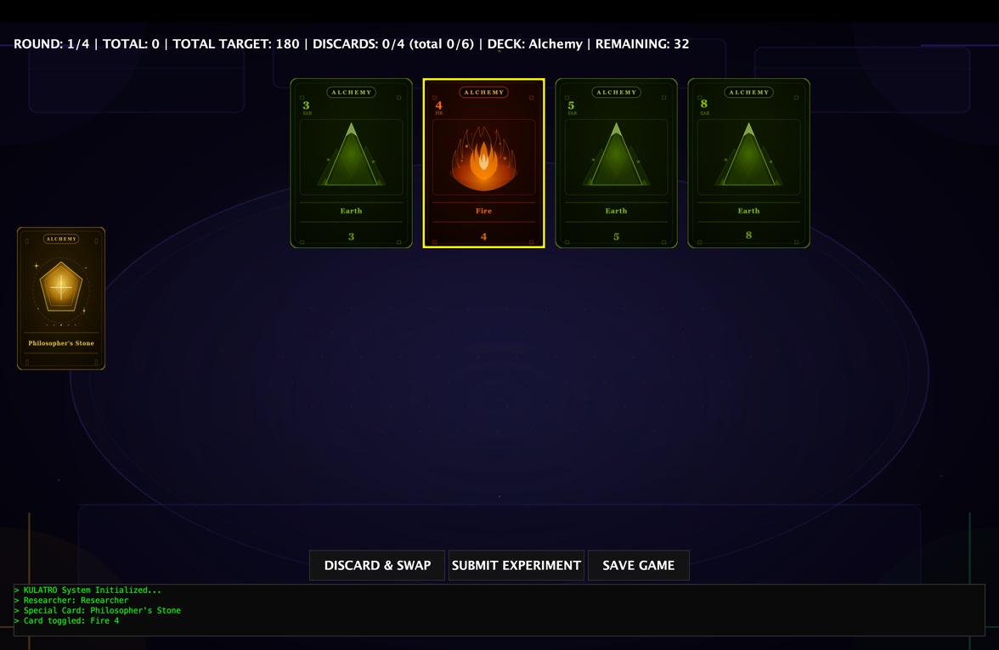 ROUND: 1/4 | TOTAL: 0 | TOTAL TARGET: 180 | DISCARDS: 0/4 (total 0/6) | DECK: Alchemy | REMAINING: 32
ALCHEMY
3
EAR
Earth
3
ALCHEMY
4
FIR
Fire
4
ALCHEMY
5
EAR
Earth
5
ALCHEMY
8
EAR
Earth
8
ALCHEMY
Philosopher's Stone
DISCARD & SWAP
SUBMIT EXPERIMENT
SAVE GAME
> KULATRO System Initialized...
> Researcher: Researcher
> Special Card: Philosopher's Stone
> Card toggled: Fire 4